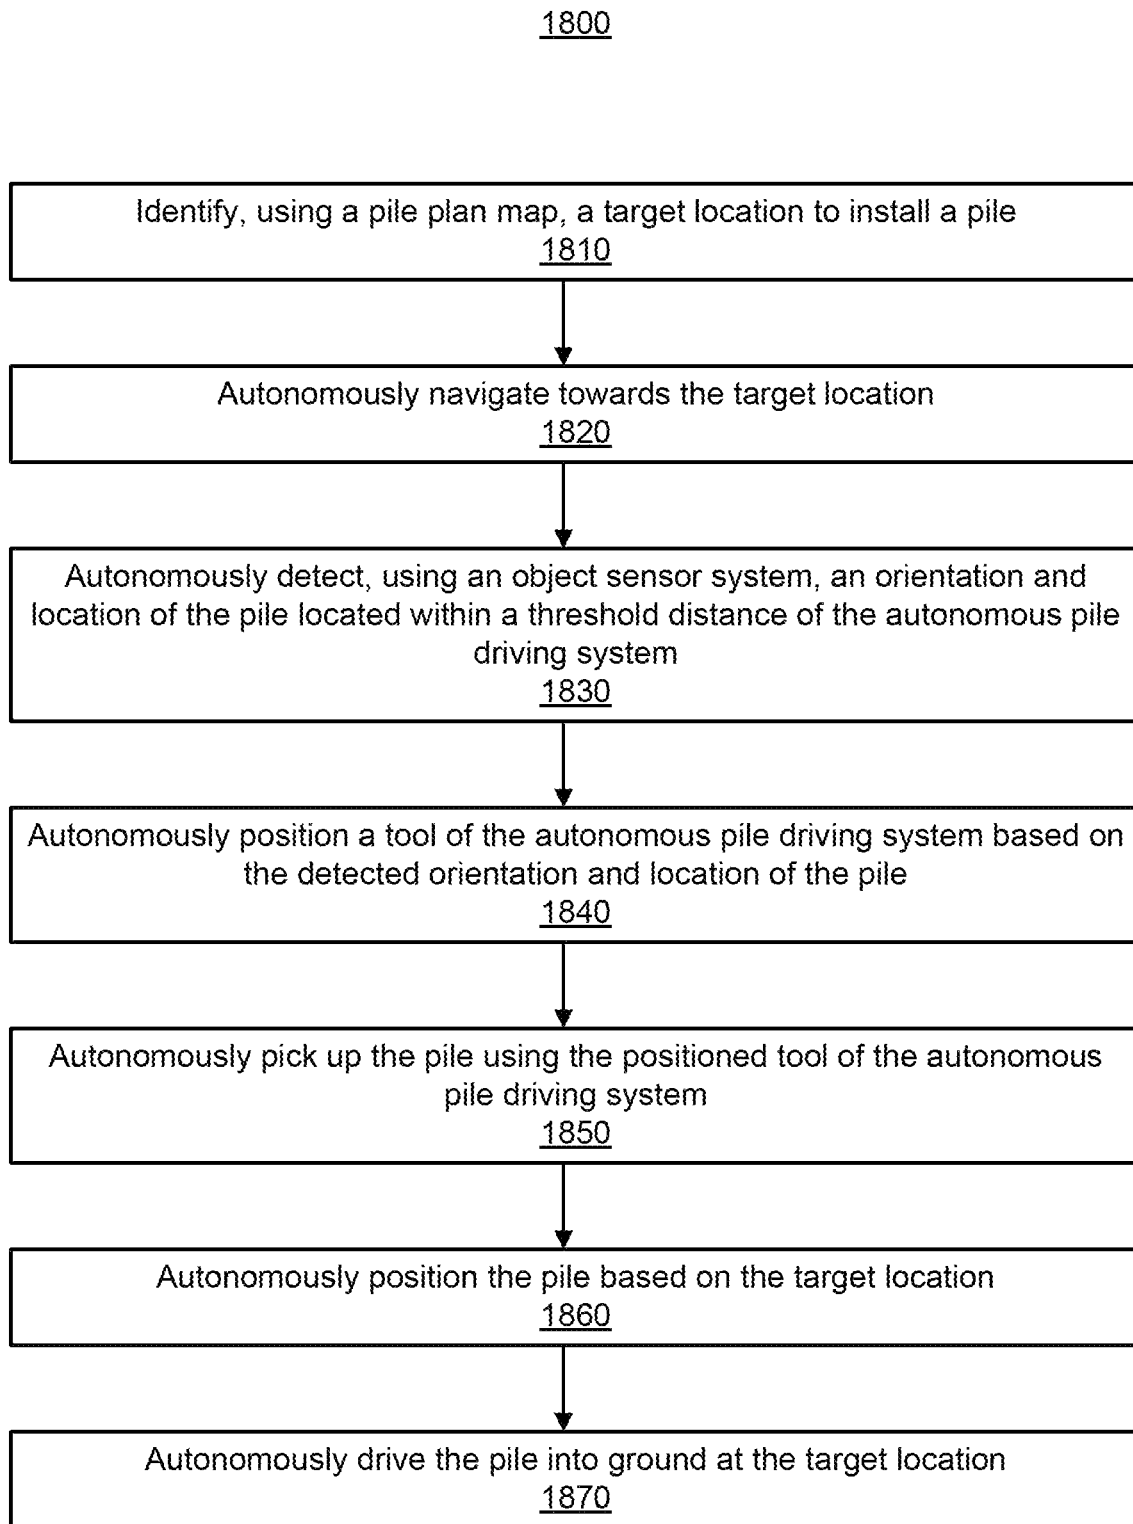 1800
Identify, using a pile plan map, a target location to install a pile
1810
Autonomously navigate towards the target location
1820
Autonomously detect, using an object sensor system, an orientation and
location of the pile located within a threshold distance of the autonomous pile
driving system
1830
Autonomously position a tool of the autonomous pile driving system based on
the detected orientation and location of the pile
1840
Autonomously pick up the pile using the positioned tool of the autonomous
pile driving system
1850
Autonomously position the pile based on the target location
1860
Autonomously drive the pile into ground at the target location
1870